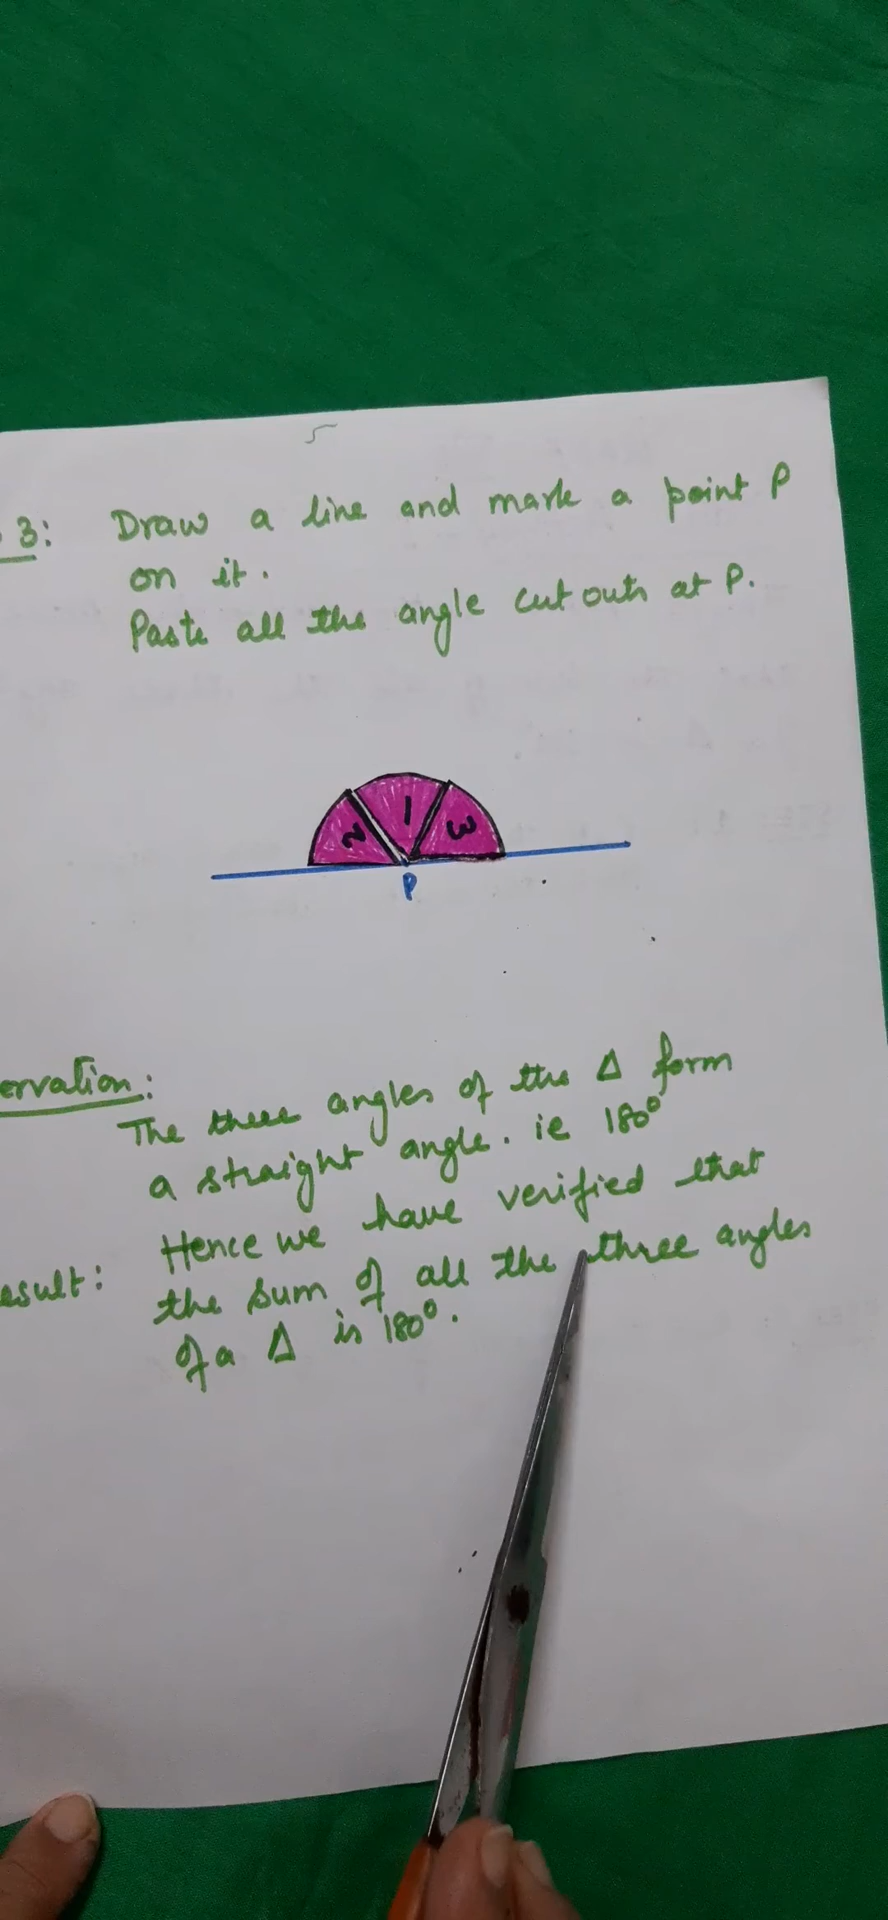 3: Draw a line and mark a point P
on it.
Paste all the angle cut outs at P.
2 1 3
P
ervation:
The three angles of the Δ form
a straight angle. ie 180°
Hence we have verified that
esult: the sum of all the three angles
of a Δ is 180°.